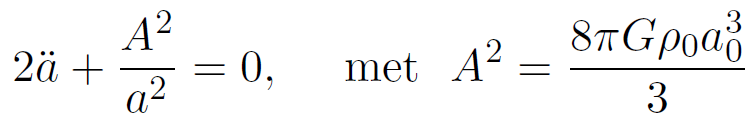 2ä + A²/a² = 0, met A² = 8πGρ₀a₀³/3